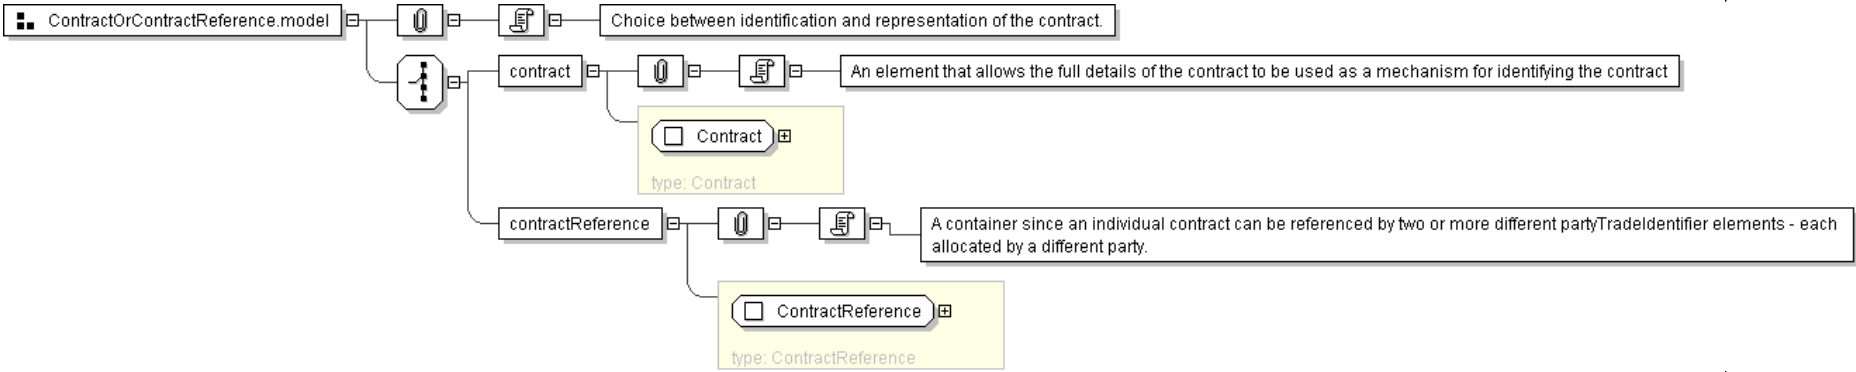 ContractOrContractReference.model
Choice between identification and representation of the contract.
contract
An element that allows the full details of the contract to be used as a mechanism for identifying the contract
Contract
type: Contract
contractReference
A container since an individual contract can be referenced by two or more different partyTradeIdentifier elements - each
allocated by a different party.
ContractReference
type: ContractReference